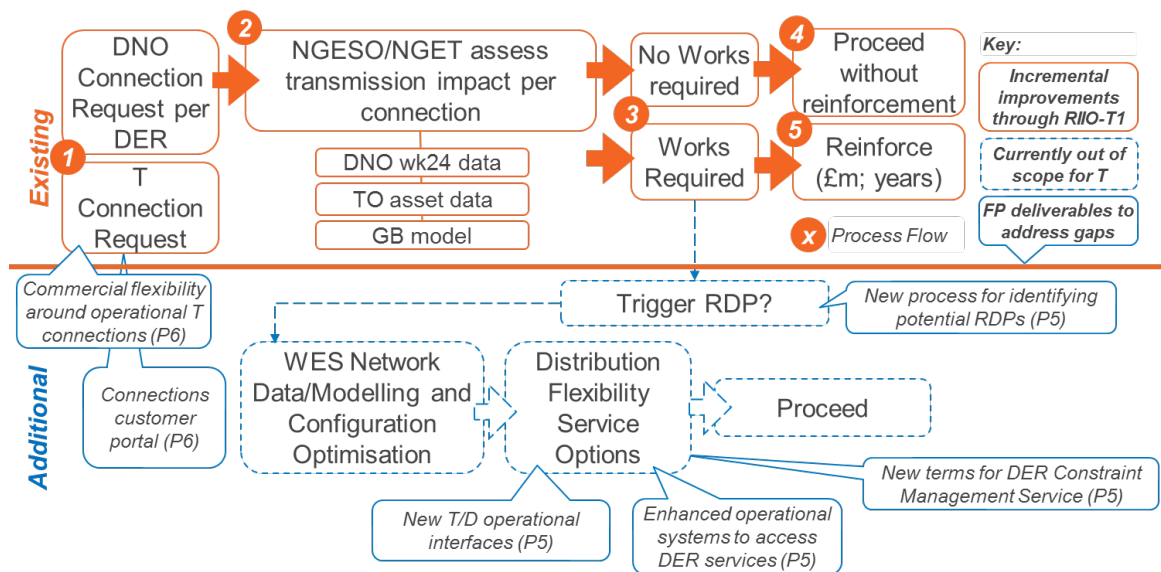 Existing
1
DNO
Connection
Request per
DER
T
Connection
Request
2
NGESO/NGET assess
transmission impact per
connection
DNO wk24 data
TO asset data
GB model
No Works
required
3
Works
Required
4
Proceed
without
reinforcement
5
Reinforce
(£m; years)
x
Process Flow
Key:
Incremental
improvements
through RIIO-T1
Currently out of
scope for T
FP deliverables to
address gaps
Additional
Commercial flexibility
around operational T
connections (P6)
Connections
customer
portal (P6)
Trigger RDP?
New process for identifying
potential RDPs (P5)
WES Network
Data/Modelling and
Configuration
Optimisation
Distribution
Flexibility
Service
Options
Proceed
New T/D operational
interfaces (P5)
Enhanced operational
systems to access
DER services (P5)
New terms for DER Constraint
Management Service (P5)